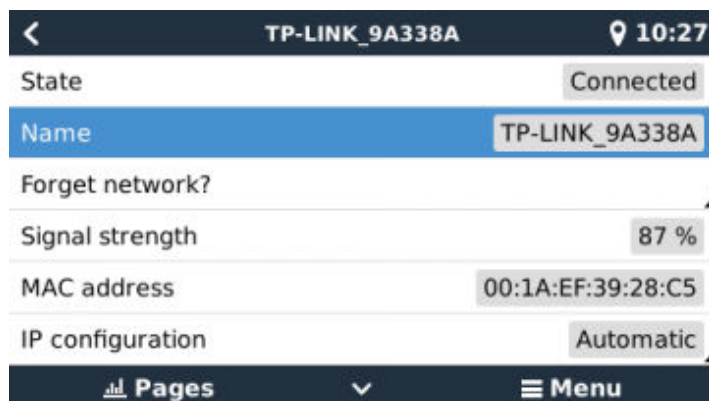 TP-LINK_9A338A 10:27
State Connected
Name TP-LINK_9A338A
Forget network?
Signal strength 87 %
MAC address 00:1A:EF:39:28:C5
IP configuration Automatic
Pages Menu